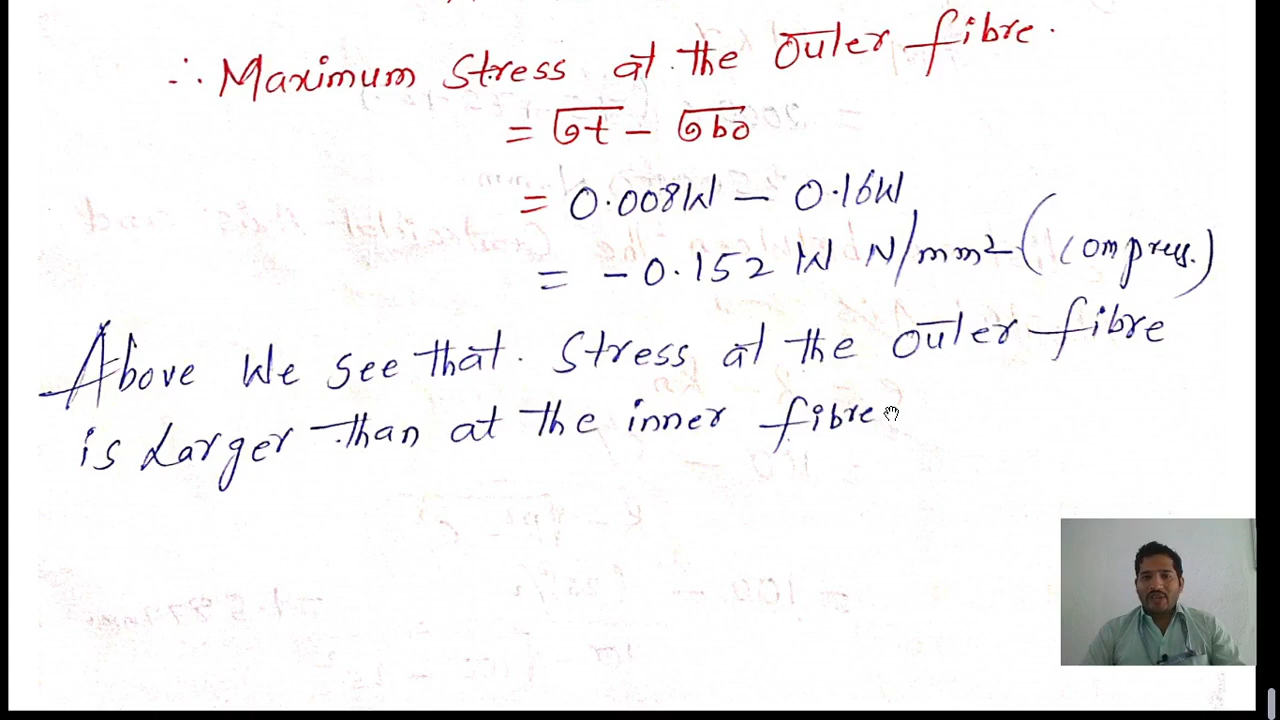 ∴ Maximum stress at the outer fibre.
= σt - σbo
= 0.008W - 0.16W
= -0.152 W N/mm² (compress.)
Above We see that. stress at the outer fibre
is larger than at the inner fibre